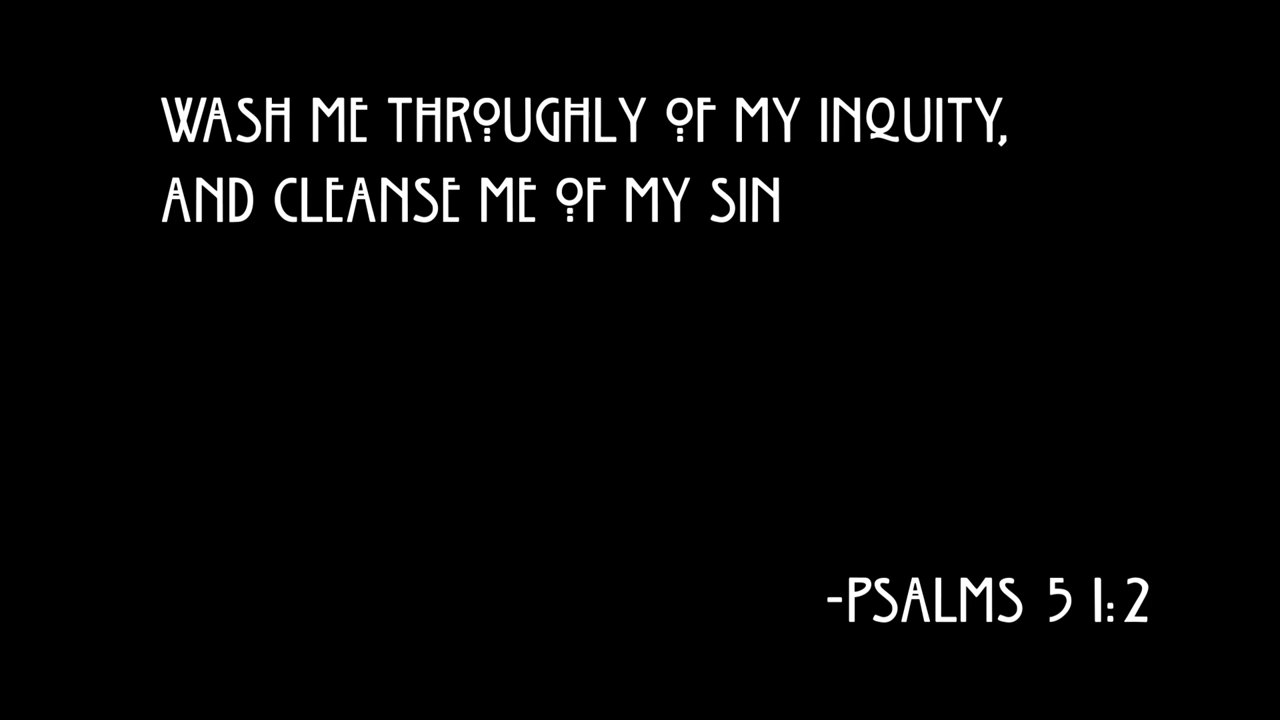 WASH ME THROUGHLY OF MY INQUITY,
AND CLEANSE ME OF MY SIN
-PSALMS 51:2